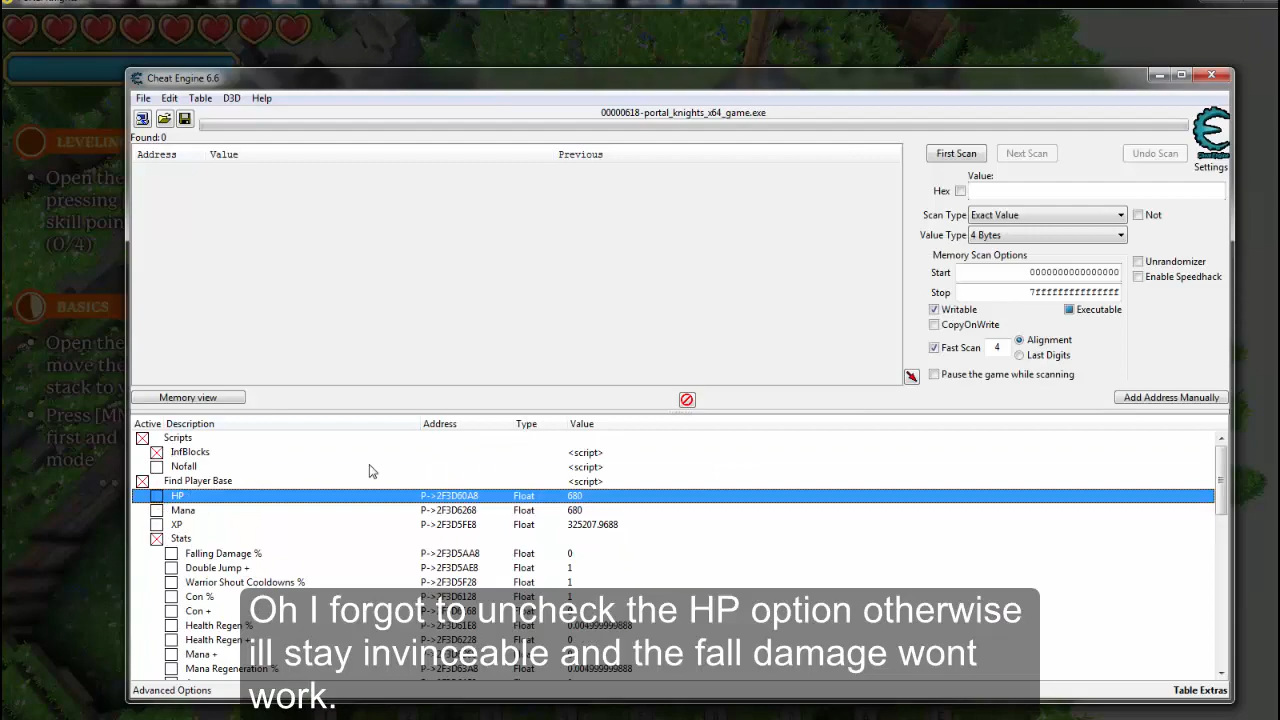 Cheat Engine 6.6
File Edit Table D3D Help
00000618-portal_knights_x64_game.exe
Found:0
Address Value Previous
First Scan Next Scan Undo Scan
Settings
Value:
Hex
Scan Type Exact Value Not
Value Type 4 Bytes
Memory Scan Options
Unrandomizer
Start 0000000000000000
Enable Speedhack
Stop 7fffffffffffffff
Writable Executable
CopyOnWrite
Fast Scan 4 Alignment
Last Digits
Pause the game while scanning
Memory view
Add Address Manually
Active Description Address Type Value
Scripts
InfBlocks <script>
Nofall <script>
Find Player Base <script>
HP P->2F3D60A8 Float 680
Mana P->2F3D6268 Float 680
XP P->2F3D5FE8 Float 325207.9688
Stats
Falling Damage % P->2F3D5AA8 Float 0
Double Jump + P->2F3D5AE8 Float 1
Warrior Shout Cooldowns % P->2F3D5F28 Float 1
Con %
Con +
Health Regen %
Health Regen +
Mana +
Mana Regeneration %
Advanced Options
Table Extras
LEVELIN
Open the
pressing
skill poin
(0/4)
BASICS
Open the
move the
stack to y
Press [M
first and
mode
Oh I forgot to uncheck the HP option otherwise
ill stay invinceable and the fall damage wont
work.